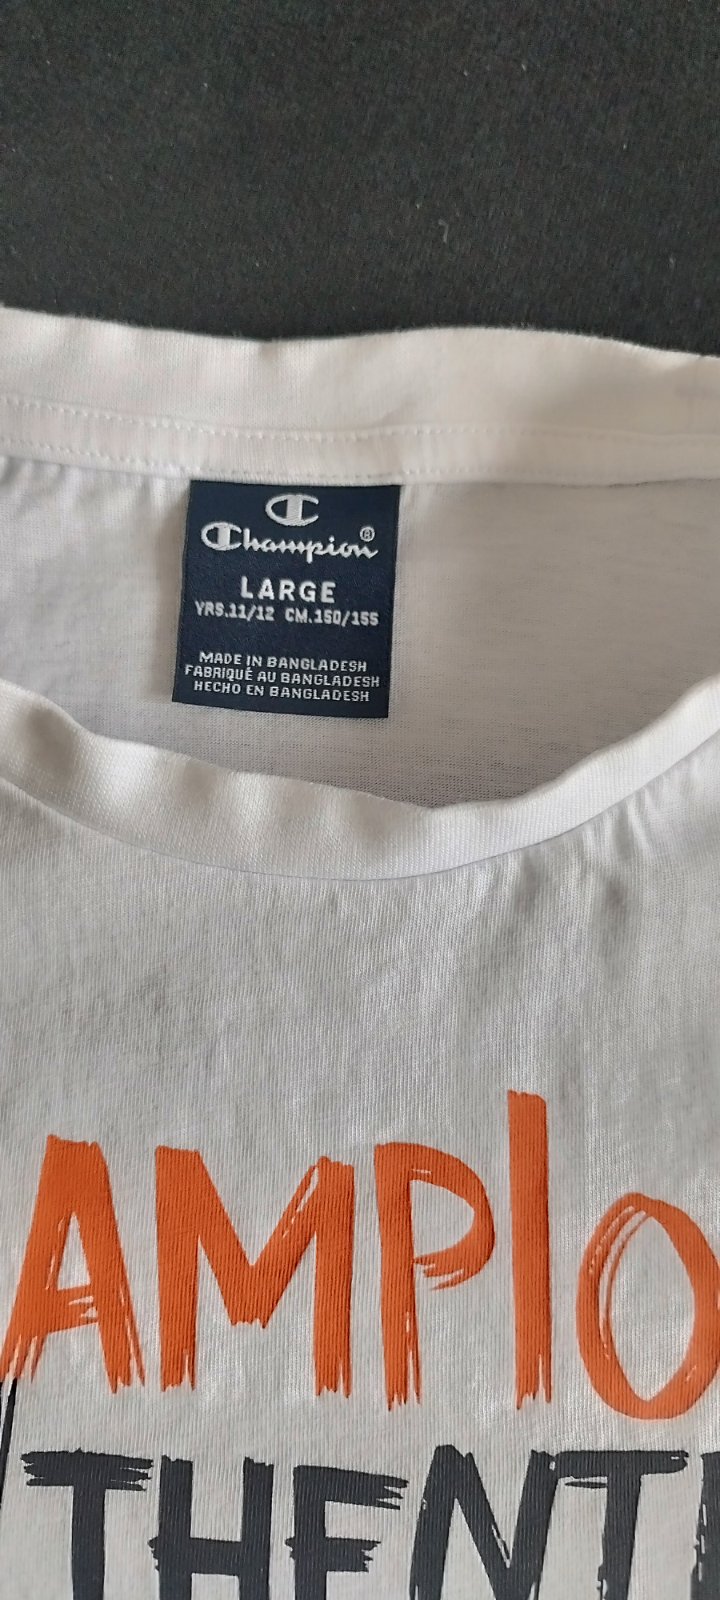 Champion®
LARGE
YRS.11/12 CM.150/155
MADE IN BANGLADESH
FABRIQUÉ AU BANGLADESH
HECHO EN BANGLADESH
AMPIO
THENT